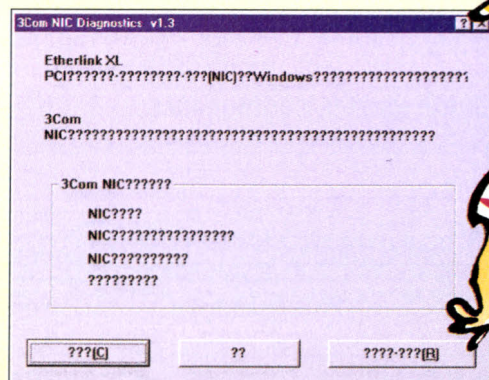 3Com NIC Diagnostics v1.3
Etherlink XL
PCI??????·????????·???(NIC)??Windows????????????????????
3Com
NIC????????????????????????????????????????????????
3Com NIC??????
NIC????
NIC????????????????
NIC??????????
?????????
???(C)
??
????·???(R)